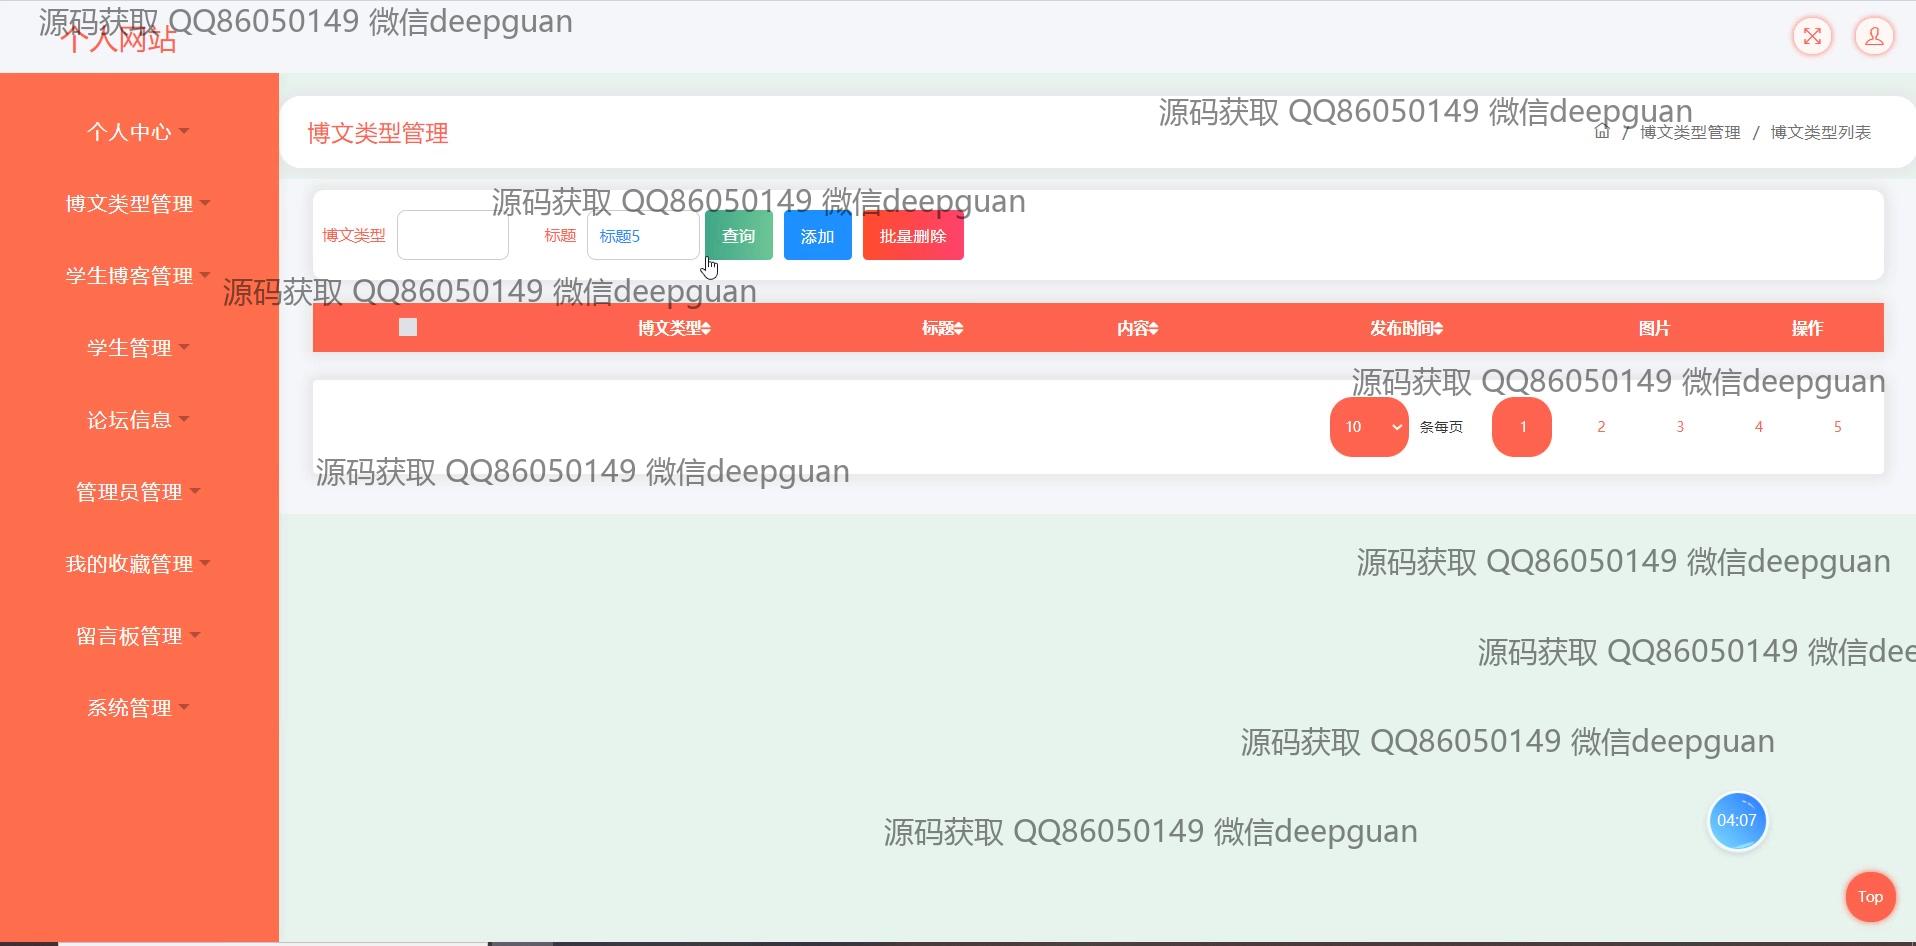 源码获取 QQ86050149 微信deepguan
个人网站
个人中心
博文类型管理
学生博客管理
学生管理
论坛信息
管理员管理
我的收藏管理
留言板管理
系统管理
源码获取 QQ86050149 微信deepguan
博文类型管理
/ 博文类型管理 / 博文类型列表
源码获取 QQ86050149 微信deepguan
博文类型 标题 标题5 查询 添加 批量删除
源码获取 QQ86050149 微信deepguan
博文类型 标题 内容 发布时间 图片 操作
源码获取 QQ86050149 微信deepguan
10 条每页 1 2 3 4 5
源码获取 QQ86050149 微信deepguan
源码获取 QQ86050149 微信deepguan
源码获取 QQ86050149 微信dee
源码获取 QQ86050149 微信deepguan
04:07
源码获取 QQ86050149 微信deepguan
Top